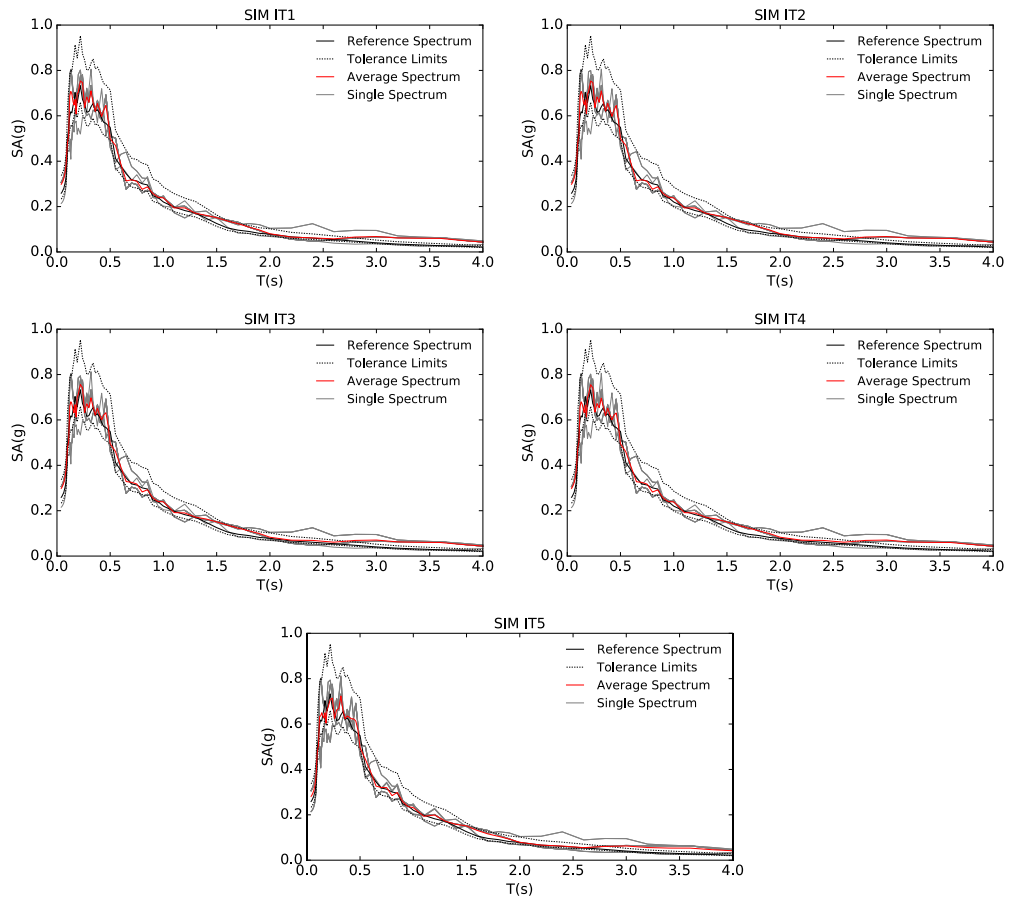 SIM IT1
SA(g)
1.0
0.8
0.6
0.4
0.2
0.0
Reference Spectrum
Tolerance Limits
Average Spectrum
Single Spectrum
0.0 0.5 1.0 1.5 2.0 2.5 3.0 3.5 4.0
T(s)
SIM IT2
SA(g)
1.0
0.8
0.6
0.4
0.2
0.0
Reference Spectrum
Tolerance Limits
Average Spectrum
Single Spectrum
0.0 0.5 1.0 1.5 2.0 2.5 3.0 3.5 4.0
T(s)
SIM IT3
SA(g)
1.0
0.8
0.6
0.4
0.2
0.0
Reference Spectrum
Tolerance Limits
Average Spectrum
Single Spectrum
0.0 0.5 1.0 1.5 2.0 2.5 3.0 3.5 4.0
T(s)
SIM IT4
SA(g)
1.0
0.8
0.6
0.4
0.2
0.0
Reference Spectrum
Tolerance Limits
Average Spectrum
Single Spectrum
0.0 0.5 1.0 1.5 2.0 2.5 3.0 3.5 4.0
T(s)
SIM IT5
SA(g)
1.0
0.8
0.6
0.4
0.2
0.0
Reference Spectrum
Tolerance Limits
Average Spectrum
Single Spectrum
0.0 0.5 1.0 1.5 2.0 2.5 3.0 3.5 4.0
T(s)